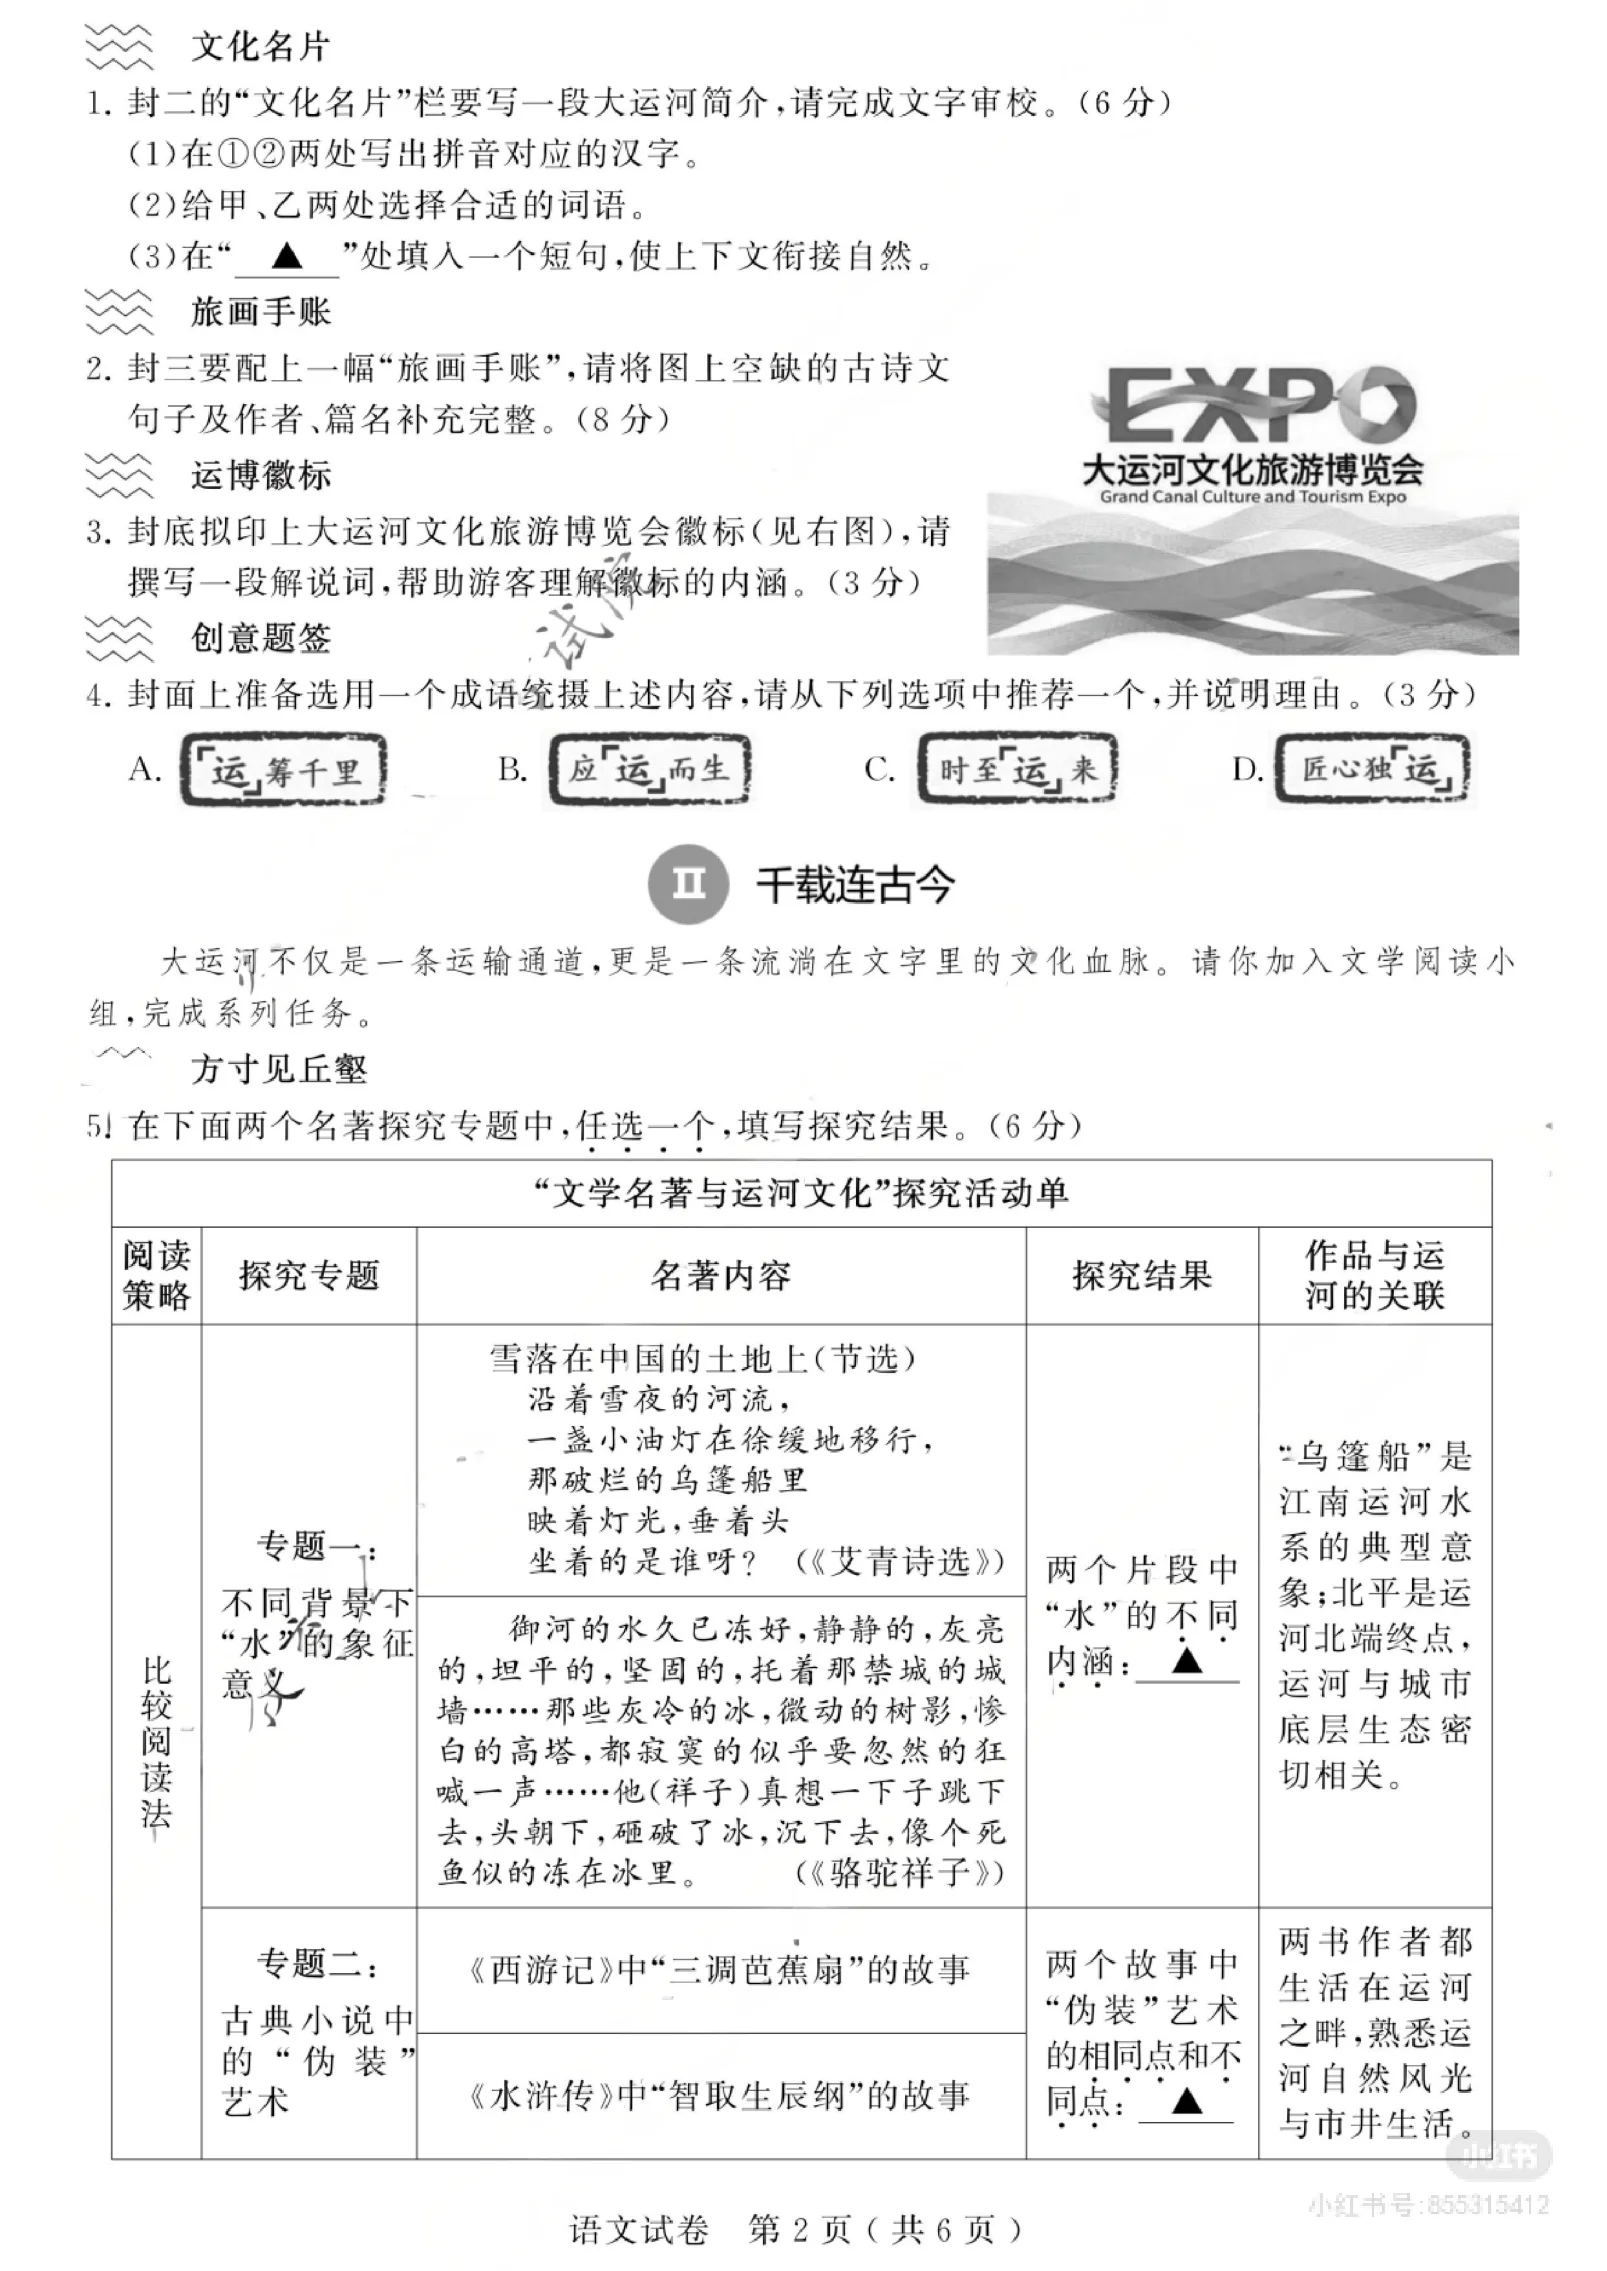 文化名片
1. 封二的“文化名片”栏要写一段大运河简介,请完成文字审校。(6 分)
(1)在①②两处写出拼音对应的汉字。
(2)给甲、乙两处选择合适的词语。
(3)在“▲”处填入一个短句,使上下文衔接自然。
旅画手账
2. 封三要配上一幅“旅画手账”,请将图上空缺的古诗文
句子及作者、篇名补充完整。(8 分)
运博徽标
3. 封底拟印上大运河文化旅游博览会徽标(见右图),请
撰写一段解说词,帮助游客理解徽标的内涵。(3 分)
EXPO
大运河文化旅游博览会
Grand Canal Culture and Tourism Expo
创意题签
4. 封面上准备选用一个成语统摄上述内容,请从下列选项中推荐一个,并说明理由。(3 分)
A. 「运」筹千里 B. 应「运」而生 C. 时至「运」来 D. 匠心独「运」
II 千载连古今
大运河不仅是一条运输通道,更是一条流淌在文字里的文化血脉。请你加入文学阅读小
组,完成系列任务。
方寸见丘壑
5. 在下面两个名著探究专题中,任选一个,填写探究结果。(6 分)
“文学名著与运河文化”探究活动单
阅读
策略
探究专题
名著内容
探究结果
作品与运
河的关联
比
较
阅
读
法
专题一:
不同背景下
“水”的象征
意义
雪落在中国的土地上(节选)
沿着雪夜的河流,
一盏小油灯在徐缓地移行,
那破烂的乌篷船里
映着灯光,垂着头
坐着的是谁呀? (《艾青诗选》)
御河的水久已冻好,静静的,灰亮
的,坦平的,坚固的,托着那禁城的城
墙……那些灰冷的冰,微动的树影,惨
白的高塔,都寂寞的似乎要忽然的狂
喊一声……他(祥子)真想一下子跳下
去,头朝下,砸破了冰,沉下去,像个死
鱼似的冻在冰里。 (《骆驼祥子》)
两个片段中
“水”的不同
内涵: ▲
“乌篷船”是
江南运河水
系的典型意
象;北平是运
河北端终点,
运河与城市
底层生态密
切相关。
专题二:
古典小说中
的“伪装”
艺术
《西游记》中“三调芭蕉扇”的故事
《水浒传》中“智取生辰纲”的故事
两个故事中
“伪装”艺术
的相同点和不
同点: ▲
两书作者都
生活在运河
之畔,熟悉运
河自然风光
与市井生活。
小红书
小红书号:855315412
语文试卷 第 2 页 ( 共 6 页 )